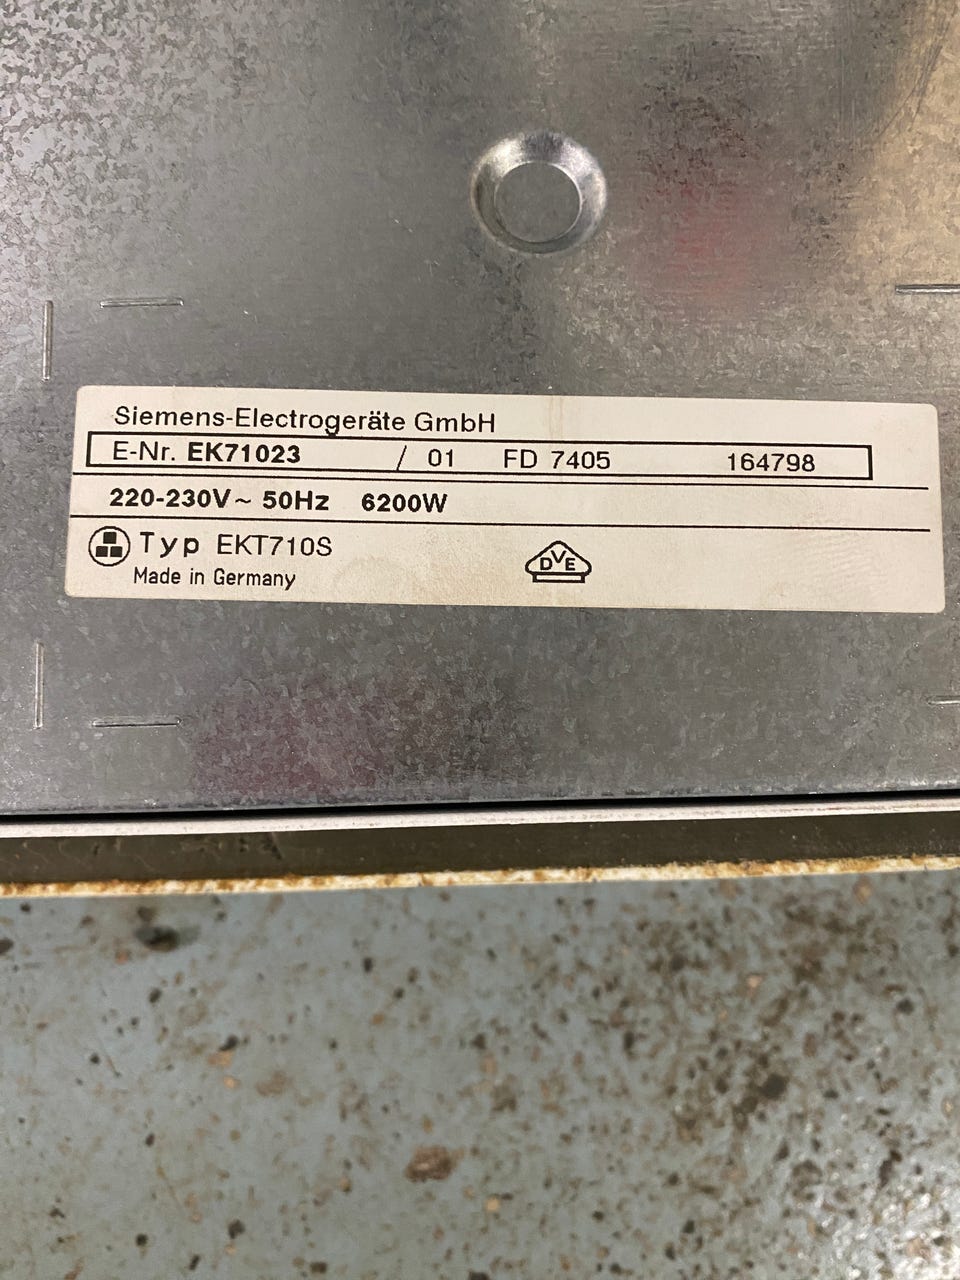 Siemens-Electrogeräte GmbH
E-Nr. EK71023 / 01 FD 7405 164798
220-230V~ 50Hz 6200W
Typ EKT710S
Made in Germany
DVE